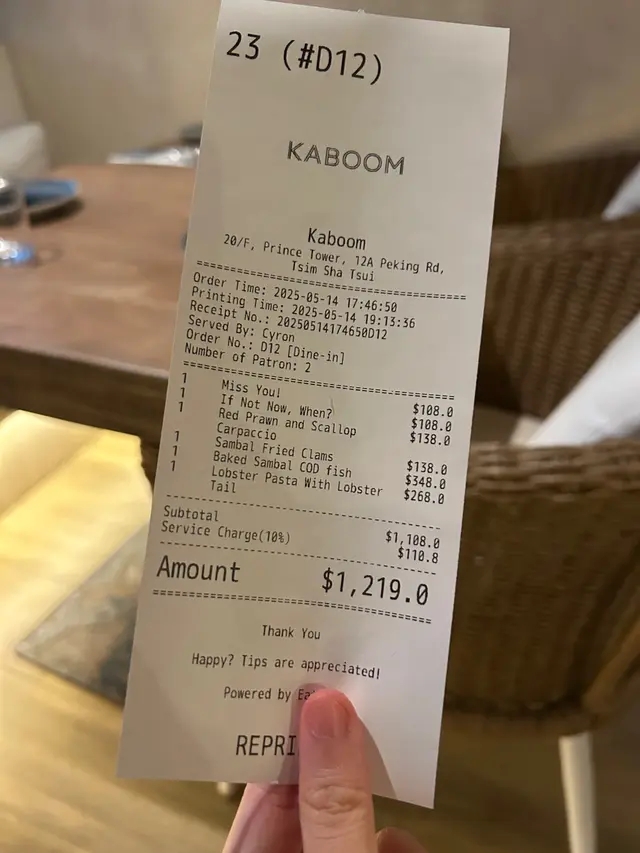 23 (#D12)
KABOOM
Kaboom
20/F, Prince Tower, 12A Peking Rd,
Tsim Sha Tsui
Order Time: 2025-05-14 17:46:50
Printing Time: 2025-05-14 19:13:36
Receipt No.: 20250514174650D12
Served By: Cyron
Order No.: D12 [Dine-in]
Number of Patron: 2
1 Miss You! $108.0
1 If Not Now, When? $108.0
1 Red Prawn and Scallop $138.0
Carpaccio
1 Sambal Fried Clams $138.0
1 Baked Sambal COD fish $348.0
1 Lobster Pasta With Lobster $268.0
Tail
Subtotal $1,108.0
Service Charge(10%) $110.8
Amount $1,219.0
Thank You
Happy? Tips are appreciated!
Powered by